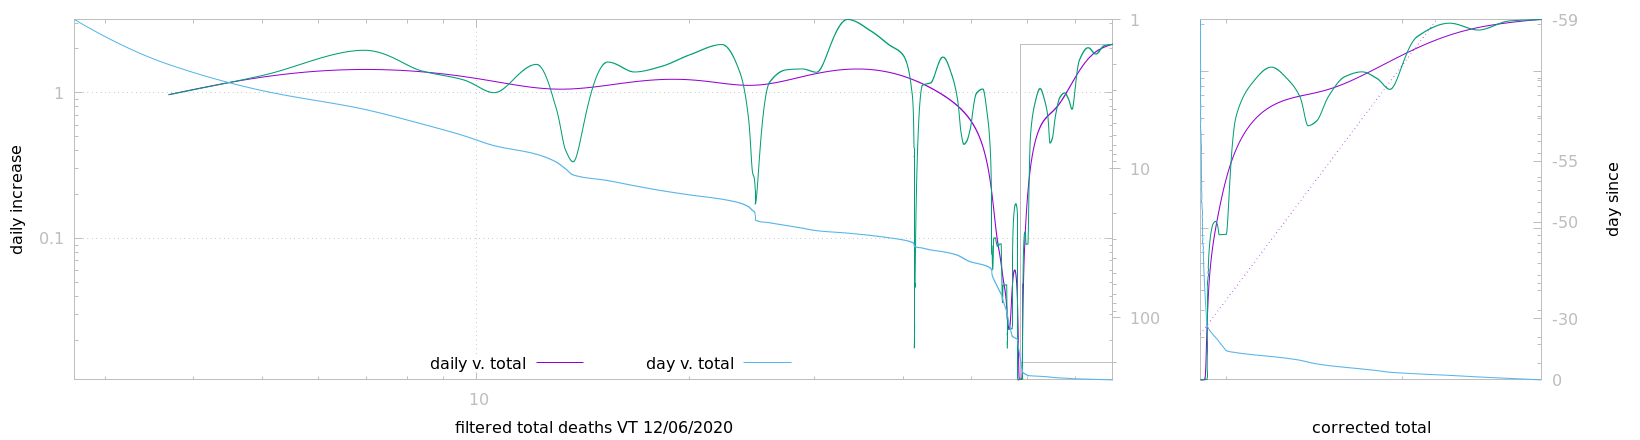 1
0.1
daily increase
daily v. total
day v. total
10
filtered total deaths VT 12/06/2020
1
10
100
-59
-55
-50
-30
0
day since
corrected total